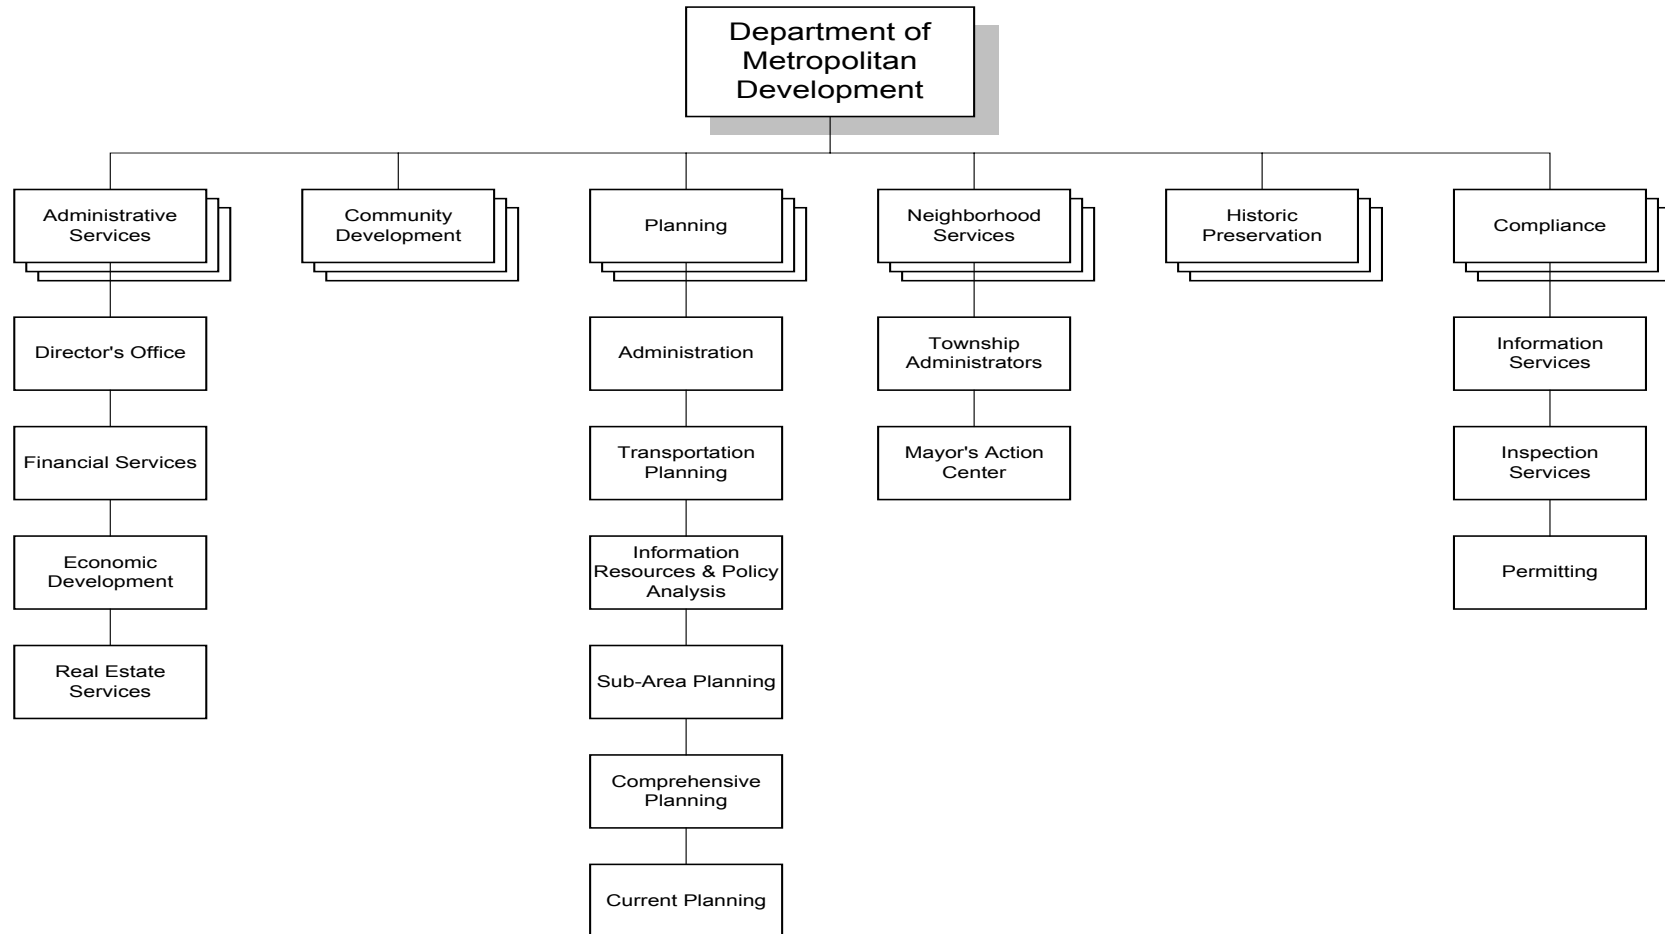 Department of
Metropolitan
Development
Administrative
Services
Community
Development
Planning
Neighborhood
Services
Historic
Preservation
Compliance
Director's Office
Administration
Township
Administrators
Information
Services
Financial Services
Transportation
Planning
Mayor's Action
Center
Inspection
Services
Economic
Development
Information
Resources & Policy
Analysis
Permitting
Real Estate
Services
Sub-Area Planning
Comprehensive
Planning
Current Planning